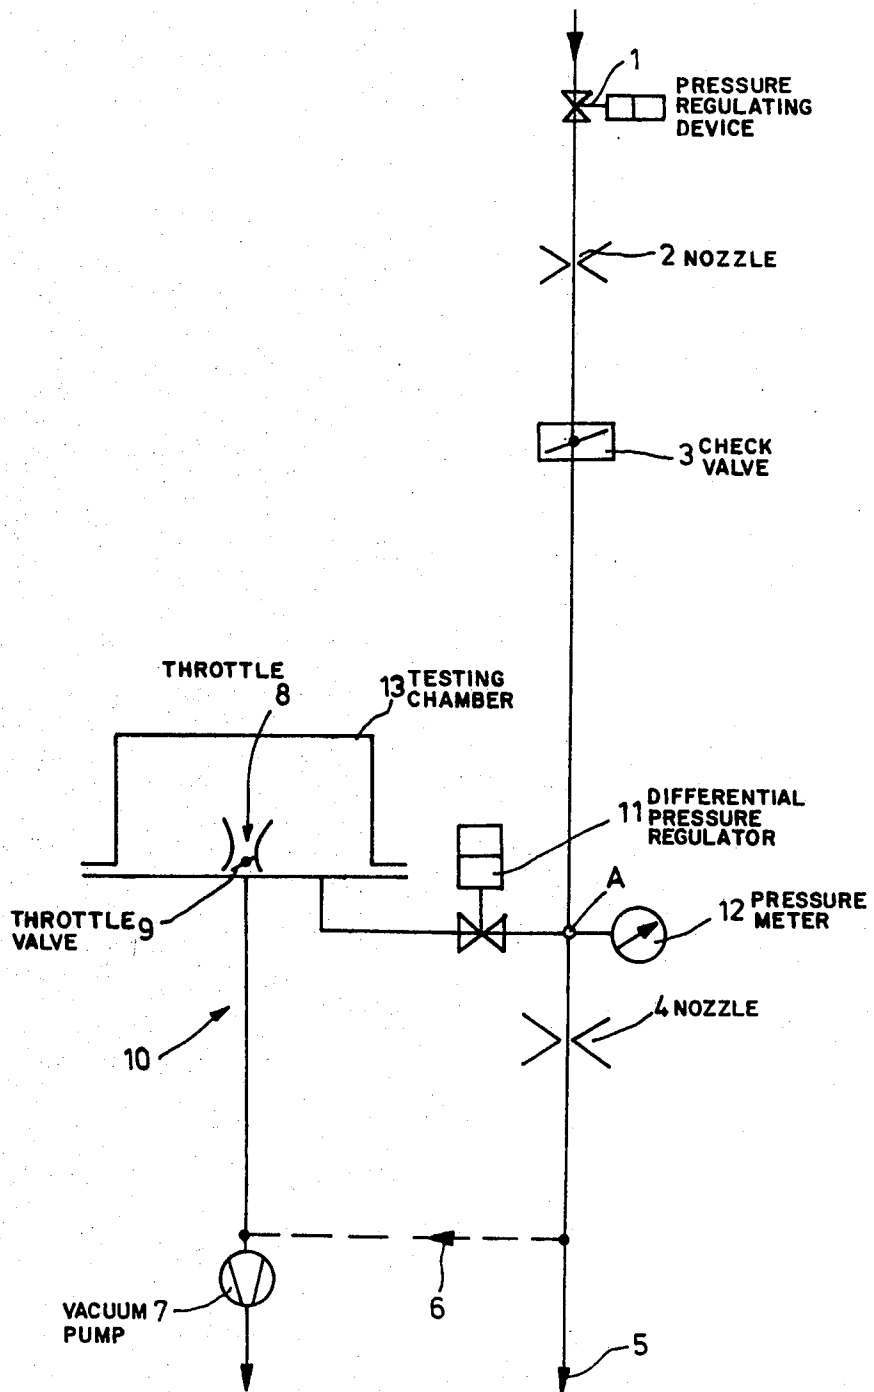 1
PRESSURE
REGULATING
DEVICE
2 NOZZLE
3 CHECK
VALVE
THROTTLE
8
13 TESTING
CHAMBER
11 DIFFERENTIAL
PRESSURE
REGULATOR
A
12 PRESSURE
METER
THROTTLE 9
VALVE
4 NOZZLE
10
6
VACUUM 7
PUMP
5